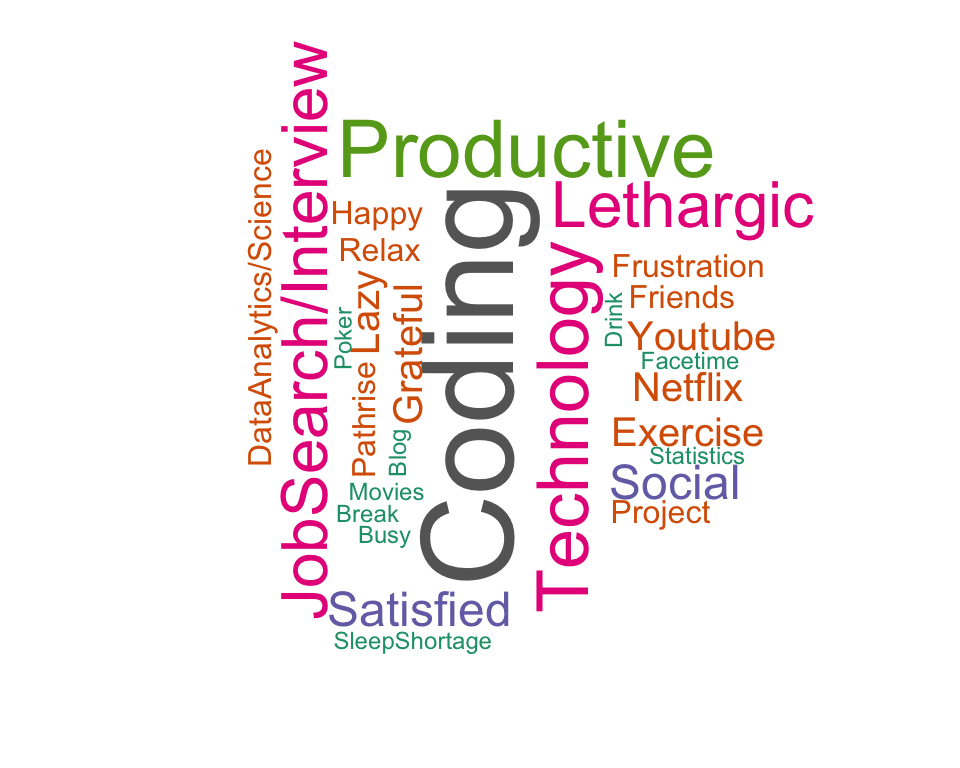 JobSearch/Interview
DataAnalytics/Science
Productive
Lethargic
Happy
Relax
Lazy
Poker
Grateful
Pathrise
Blog
Movies
Break
Busy
Coding
Technology
Frustration
Friends
Drink
Youtube
Facetime
Netflix
Exercise
Statistics
Social
Project
Satisfied
SleepShortage